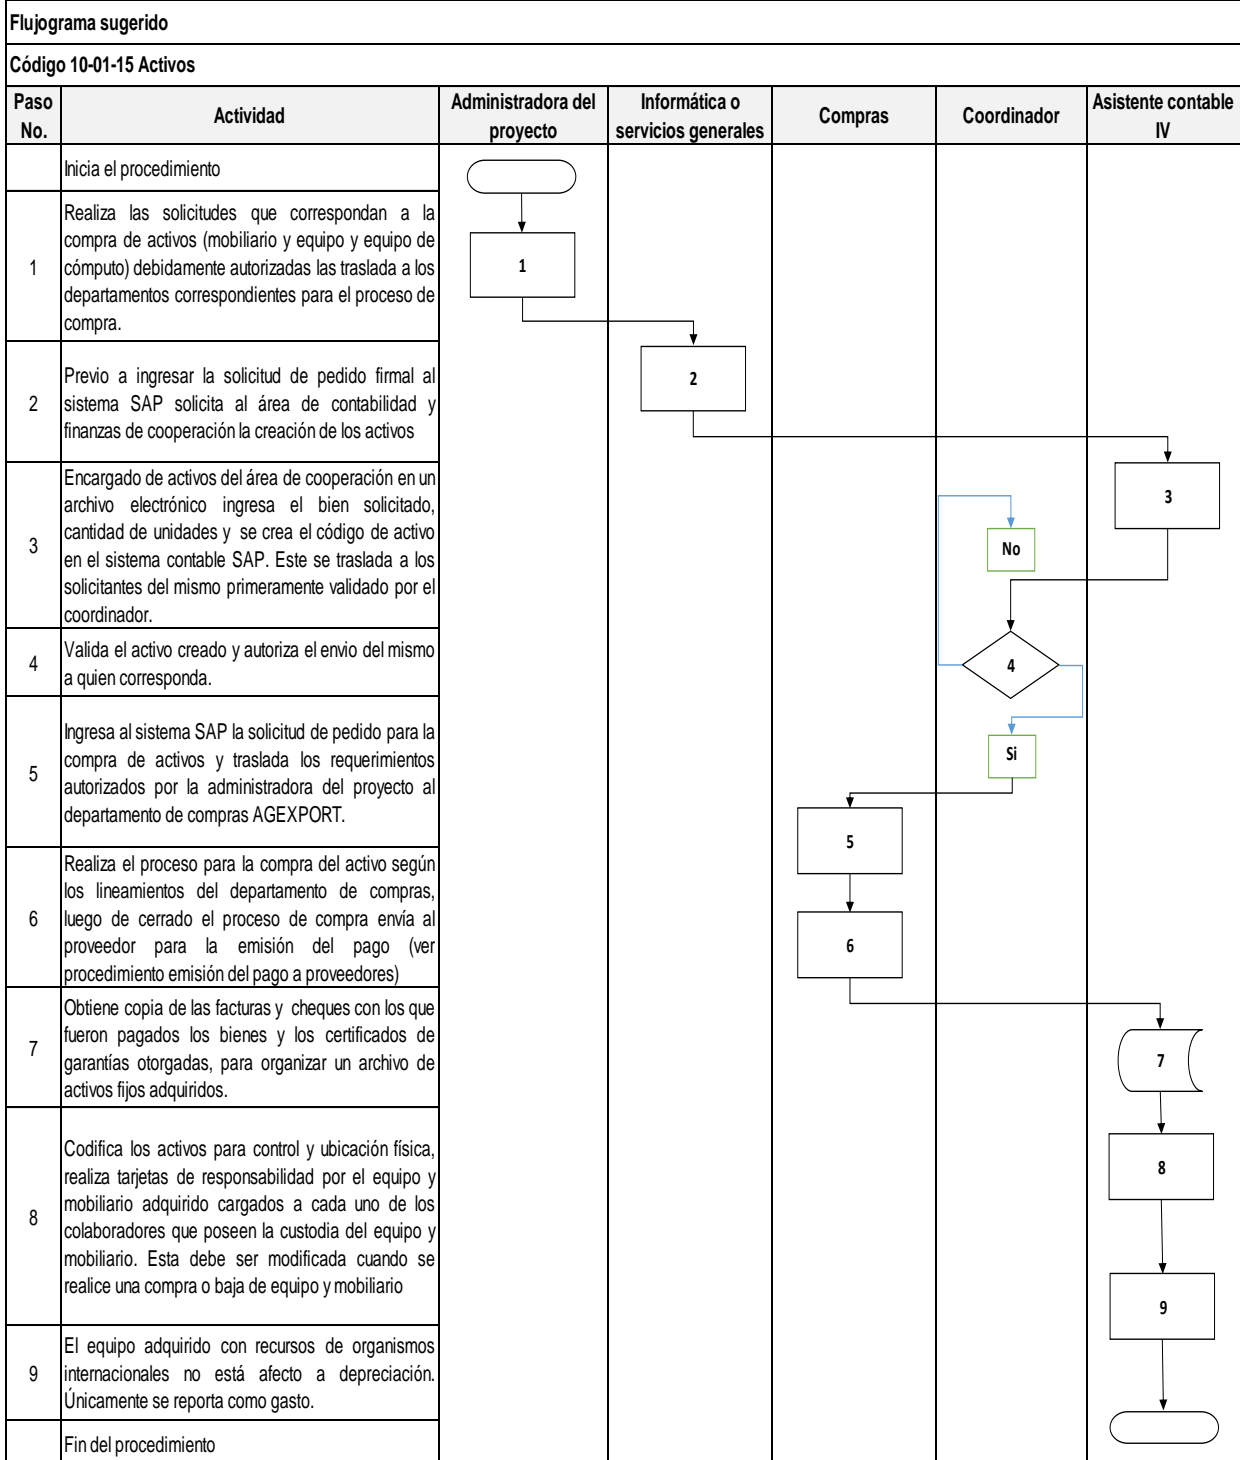 Flujograma sugerido
Código 10-01-15 Activos
Paso No.
Actividad
Administradora del proyecto
Informática o servicios generales
Compras
Coordinador
Asistente contable IV
Inicia el procedimiento
1
Realiza las solicitudes que correspondan a la
compra de activos (mobiliario y equipo y equipo de
cómputo) debidamente autorizadas las traslada a los
departamentos correspondientes para el proceso de
compra.
1
2
Previo a ingresar la solicitud de pedido firmal al
sistema SAP solicita al área de contabilidad y
finanzas de cooperación la creación de los activos
2
3
Encargado de activos del área de cooperación en un
archivo electrónico ingresa el bien solicitado,
cantidad de unidades y se crea el código de activo
en el sistema contable SAP. Este se traslada a los
solicitantes del mismo primeramente validado por el
coordinador.
3
No
4
Valida el activo creado y autoriza el envio del mismo
a quien corresponda.
4
5
Ingresa al sistema SAP la solicitud de pedido para la
compra de activos y traslada los requerimientos
autorizados por la administradora del proyecto al
departamento de compras AGEXPORT.
Si
5
6
Realiza el proceso para la compra del activo según
los lineamientos del departamento de compras,
luego de cerrado el proceso de compra envía al
proveedor para la emisión del pago (ver
procedimiento emisión del pago a proveedores)
6
7
Obtiene copia de las facturas y cheques con los que
fueron pagados los bienes y los certificados de
garantías otorgadas, para organizar un archivo de
activos fijos adquiridos.
7
8
Codifica los activos para control y ubicación física,
realiza tarjetas de responsabilidad por el equipo y
mobiliario adquirido cargados a cada uno de los
colaboradores que poseen la custodia del equipo y
mobiliario. Esta debe ser modificada cuando se
realice una compra o baja de equipo y mobiliario
8
9
El equipo adquirido con recursos de organismos
internacionales no está afecto a depreciación.
Únicamente se reporta como gasto.
9
Fin del procedimiento